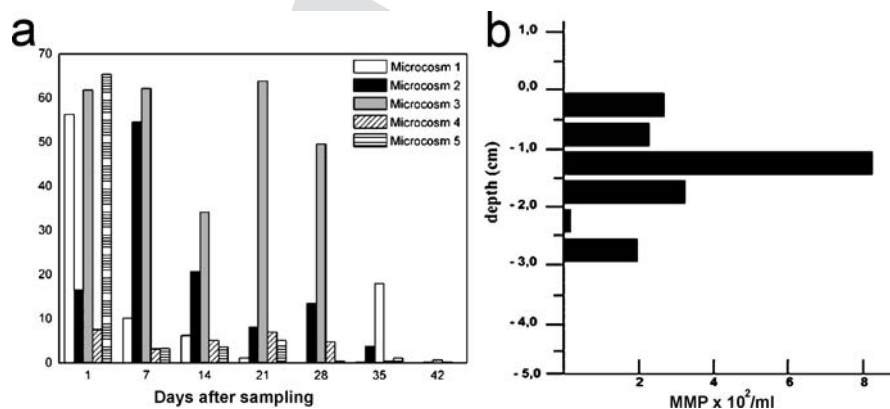 a
70
60
50
40
30
20
10
0
Microcosm 1
Microcosm 2
Microcosm 3
Microcosm 4
Microcosm 5
1 7 14 21 28 35 42
Days after sampling
b
-1,0
0,0
-1,0
-2,0
-3,0
-4,0
-5,0
depth (cm)
2 4 6 8
MMP x 10²/ml